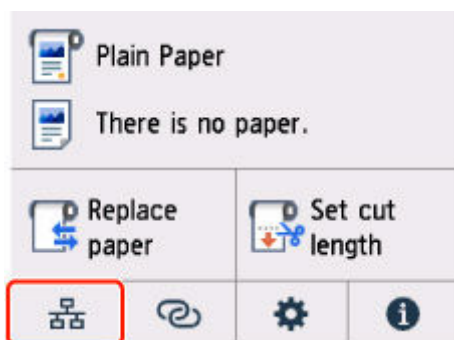 Plain Paper
There is no paper.
Replace
paper
Set cut
length